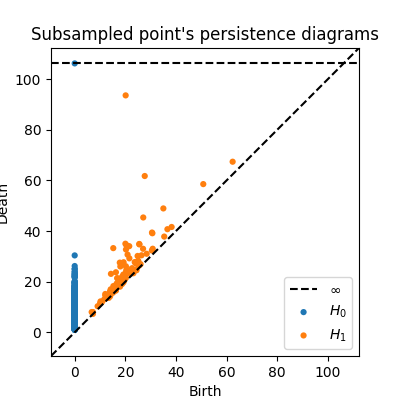 Subsampled point's persistence diagrams
100
80
60
40
20
0
Death
0 20 40 60 80 100
Birth
∞
H₀
H₁